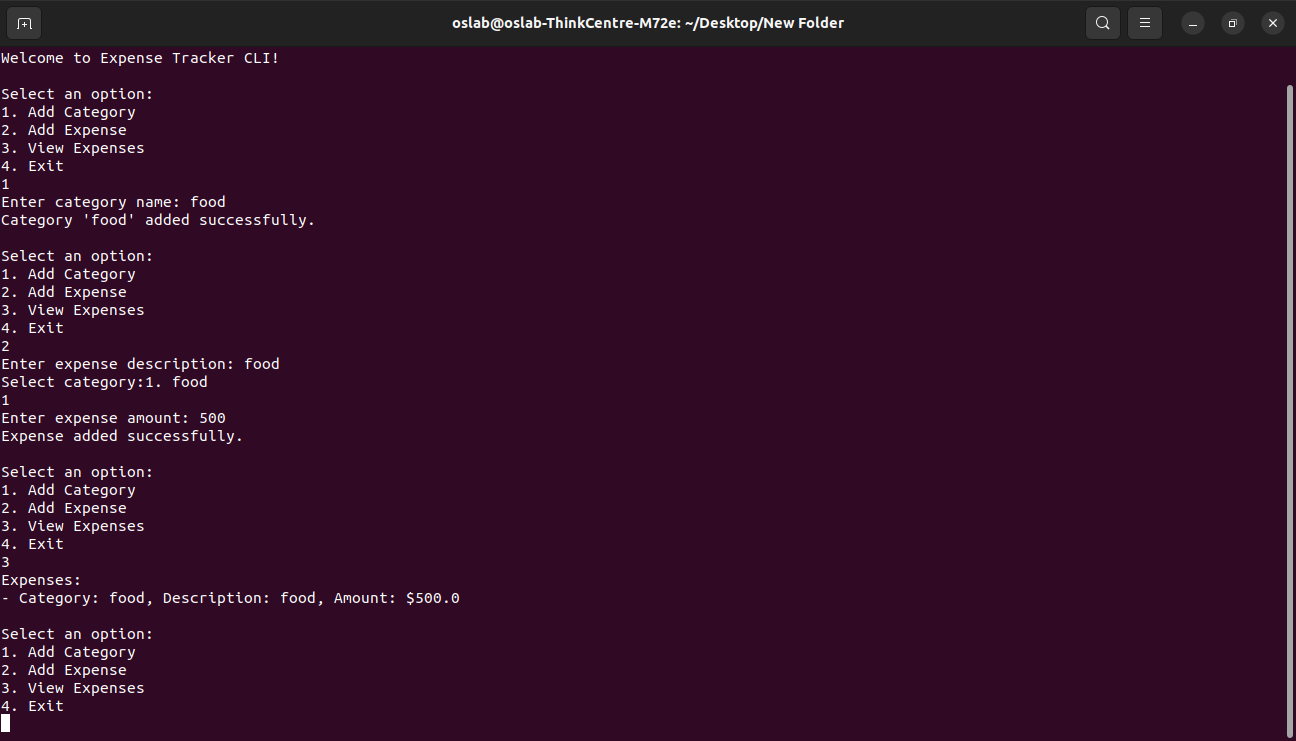 oslab@oslab-ThinkCentre-M72e: ~/Desktop/New Folder
Welcome to Expense Tracker CLI!
Select an option:
1. Add Category
2. Add Expense
3. View Expenses
4. Exit
1
Enter category name: food
Category 'food' added successfully.
Select an option:
1. Add Category
2. Add Expense
3. View Expenses
4. Exit
2
Enter expense description: food
Select category:1. food
1
Enter expense amount: 500
Expense added successfully.
Select an option:
1. Add Category
2. Add Expense
3. View Expenses
4. Exit
3
Expenses:
- Category: food, Description: food, Amount: $500.0
Select an option:
1. Add Category
2. Add Expense
3. View Expenses
4. Exit